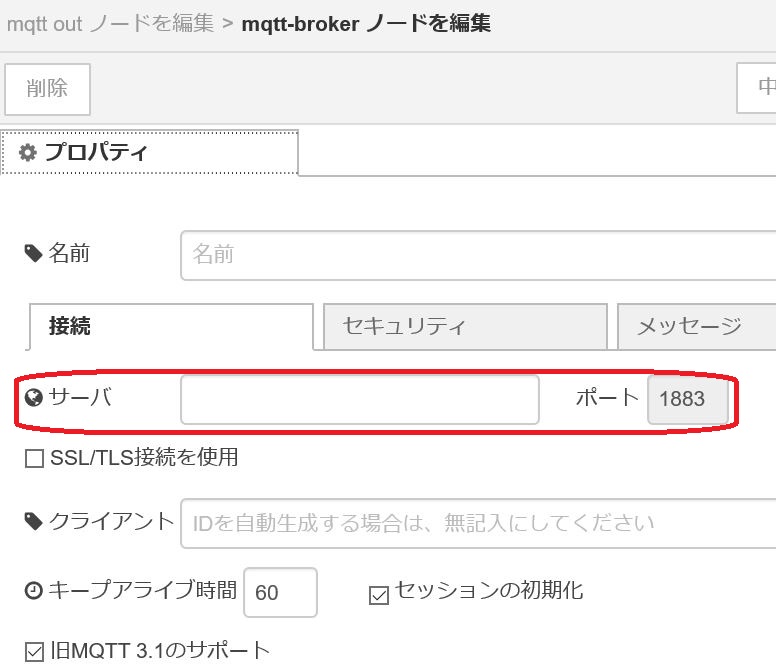 mqtt out ノードを編集 > mqtt-broker ノードを編集
削除 中
プロパティ
名前 名前
接続 セキュリティ メッセージ
サーバ ポート 1883
SSL/TLS接続を使用
クライアント IDを自動生成する場合は、無記入にしてください
キープアライブ時間 60 セッションの初期化
旧MQTT 3.1のサポート